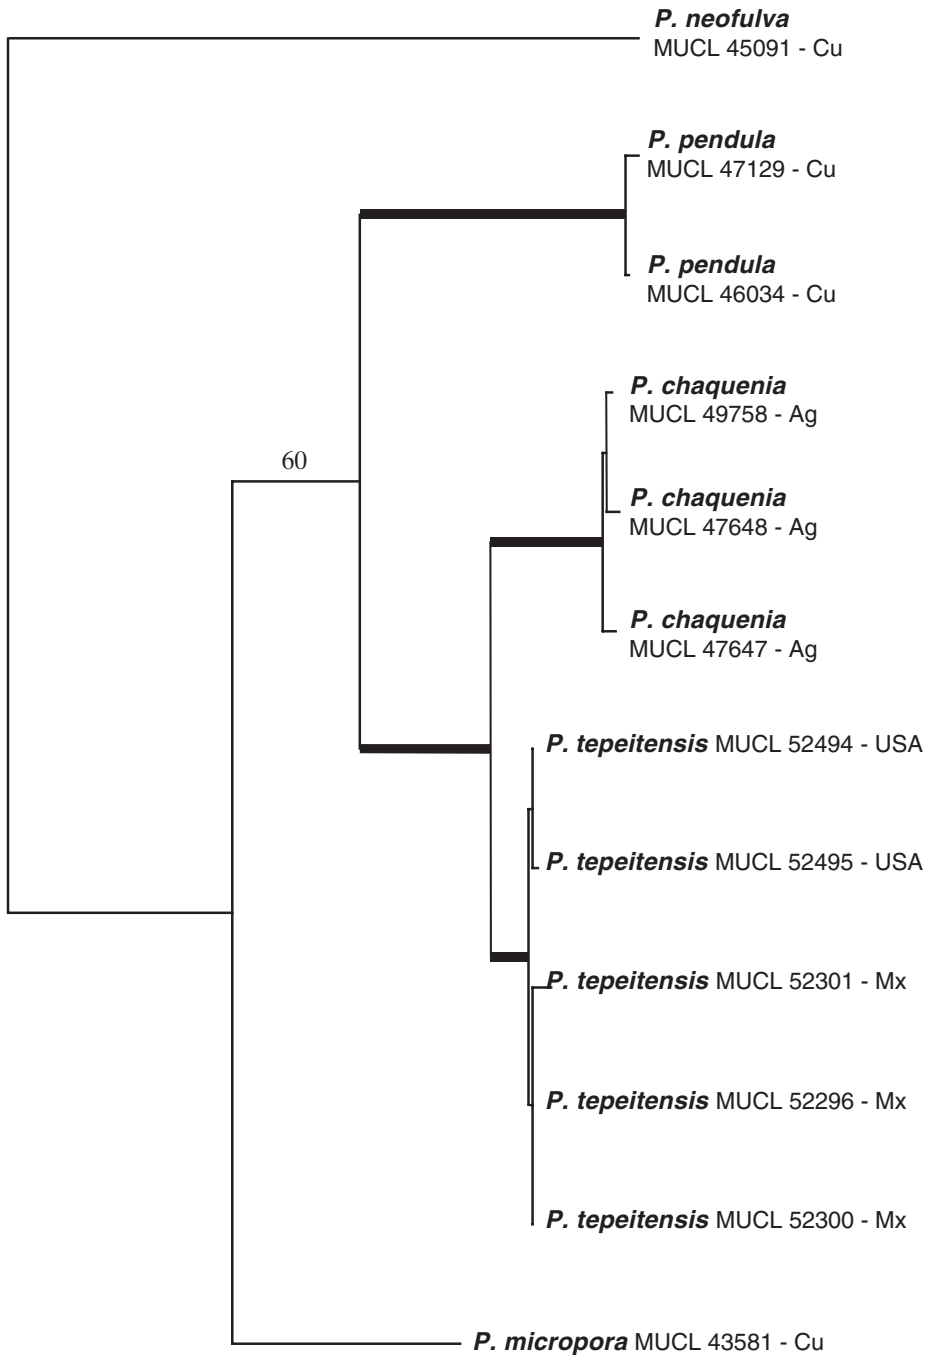 P. neofulva
MUCL 45091 - Cu
P. pendula
MUCL 47129 - Cu
P. pendula
MUCL 46034 - Cu
P. chaquenia
MUCL 49758 - Ag
60
P. chaquenia
MUCL 47648 - Ag
P. chaquenia
MUCL 47647 - Ag
P. tepeitensis MUCL 52494 - USA
P. tepeitensis MUCL 52495 - USA
P. tepeitensis MUCL 52301 - Mx
P. tepeitensis MUCL 52296 - Mx
P. tepeitensis MUCL 52300 - Mx
P. micropora MUCL 43581 - Cu